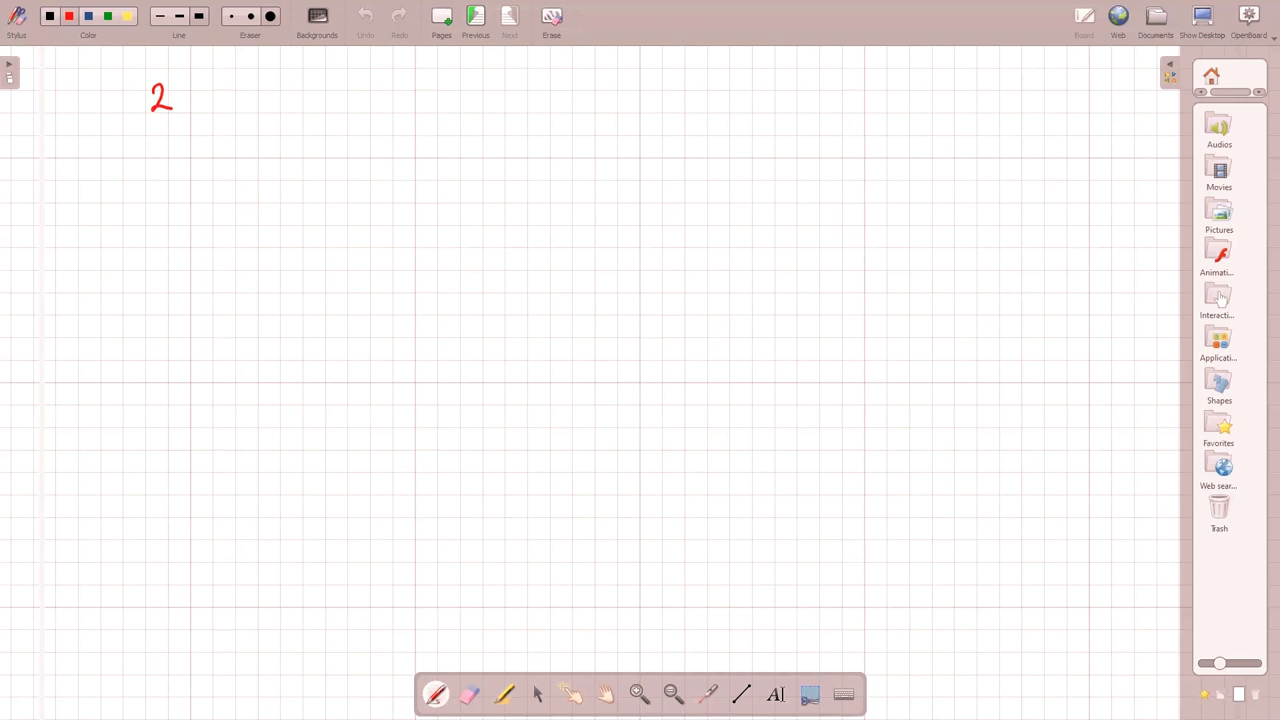 Stylus Color Line Eraser Backgrounds Undo Redo Pages Previous Next Erase Board Web Documents Show Desktop OpenBoard
2
Audios
Movies
Pictures
Animati...
Interacti...
Applicati...
Shapes
Favorites
Web sear...
Trash
AI